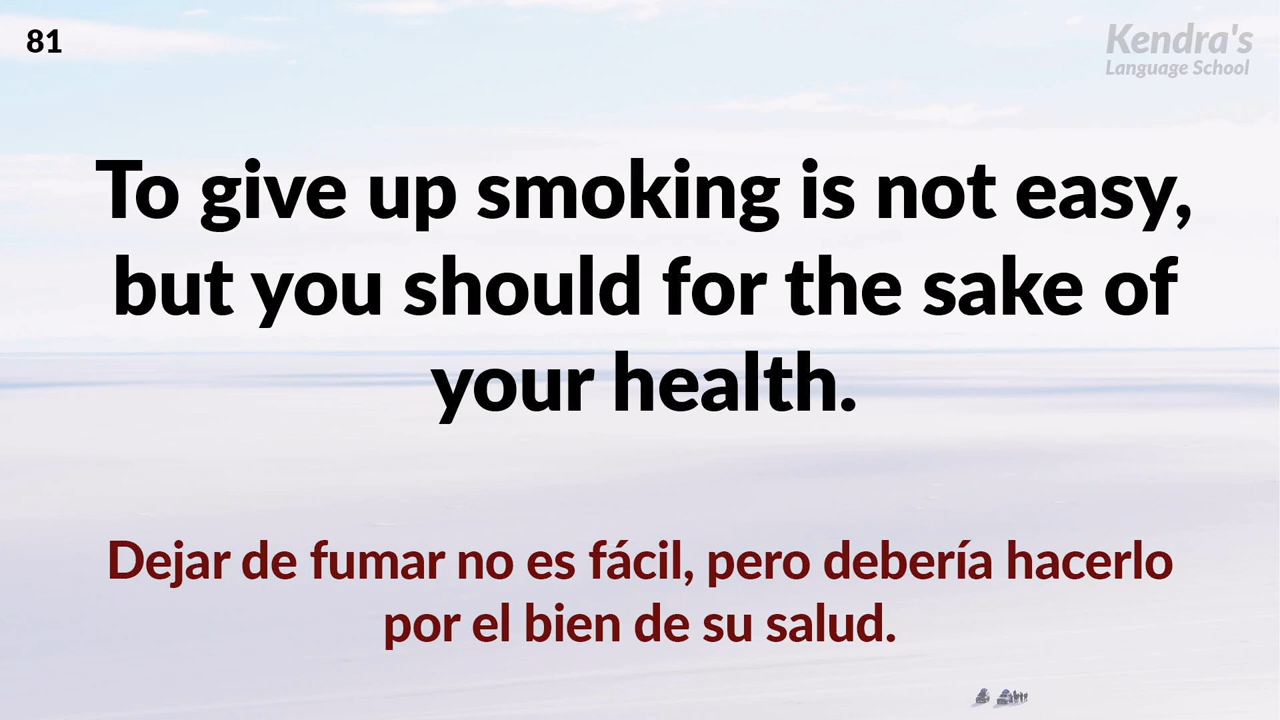 81
Kendra's
Language School
To give up smoking is not easy,
but you should for the sake of
your health.
Dejar de fumar no es fácil, pero debería hacerlo
por el bien de su salud.